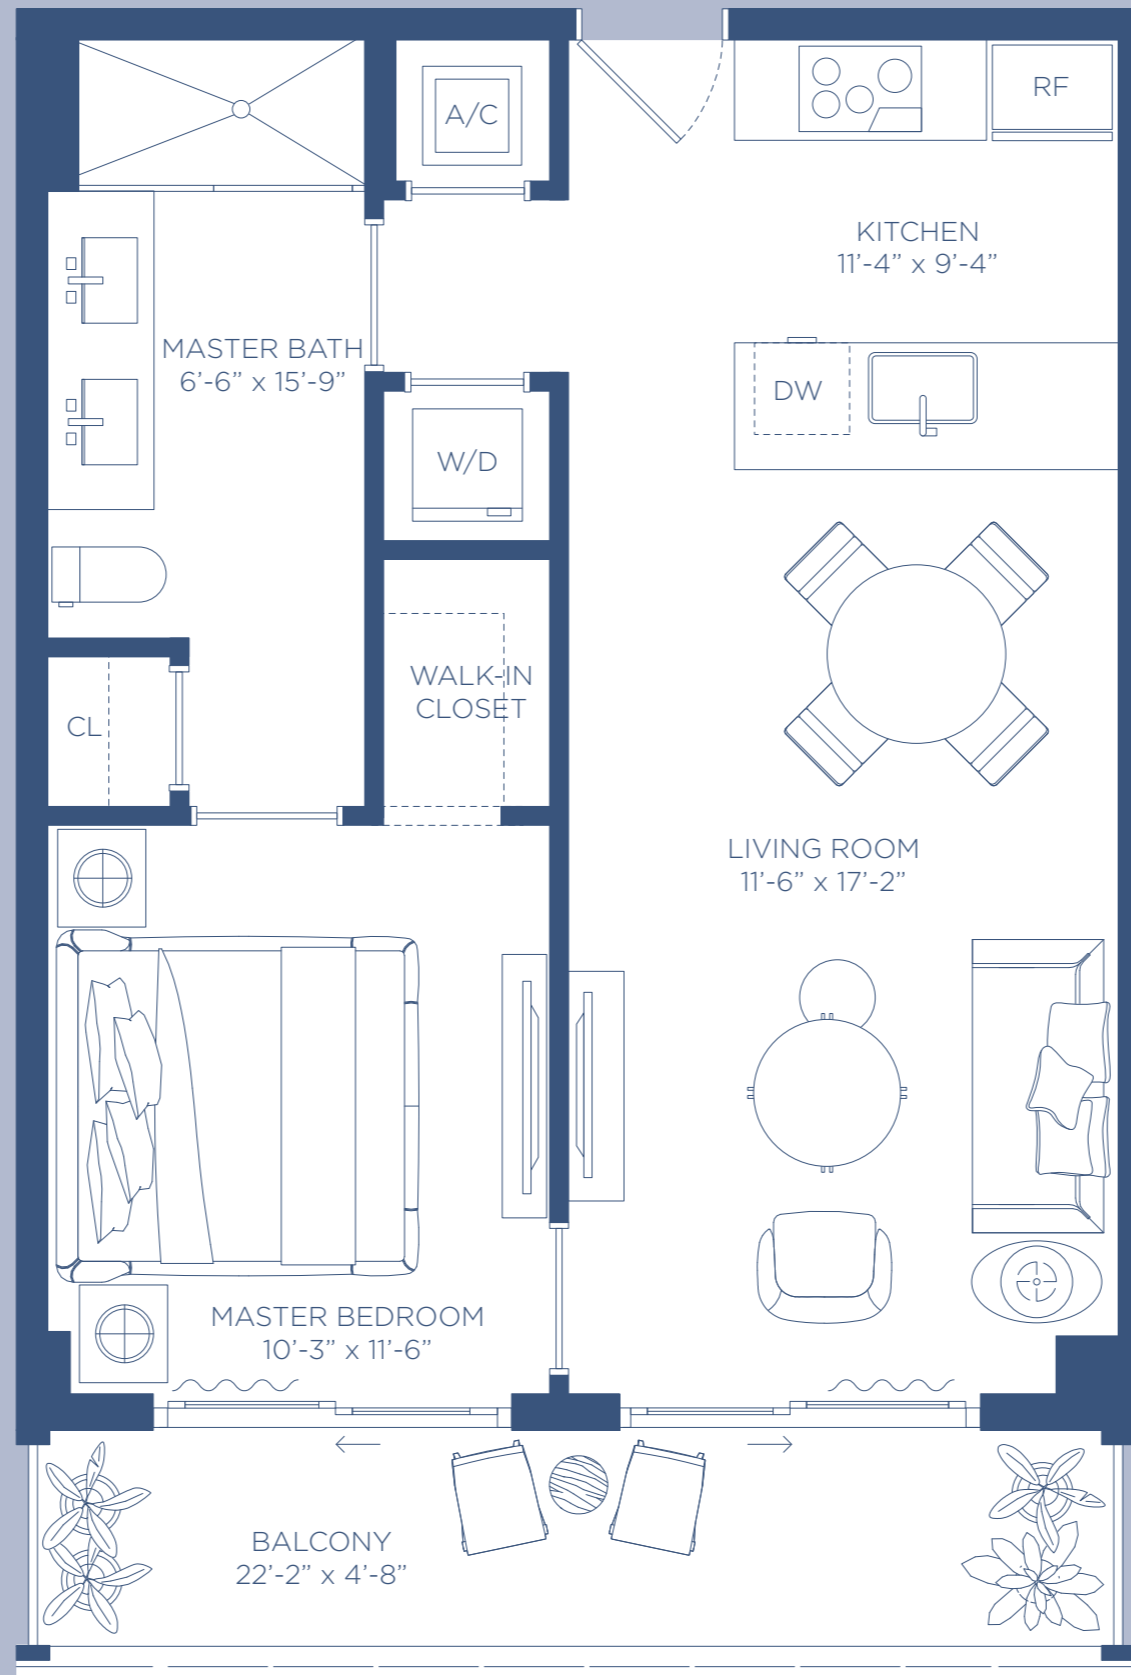 A/C
RF
KITCHEN
11’-4” x 9’-4”
MASTER BATH
6’-6” x 15’-9”
DW
W/D
WALK-IN
CLOSET
CL
LIVING ROOM
11’-6” x 17’-2”
MASTER BEDROOM
10’-3” x 11’-6”
BALCONY
22’-2” x 4’-8”